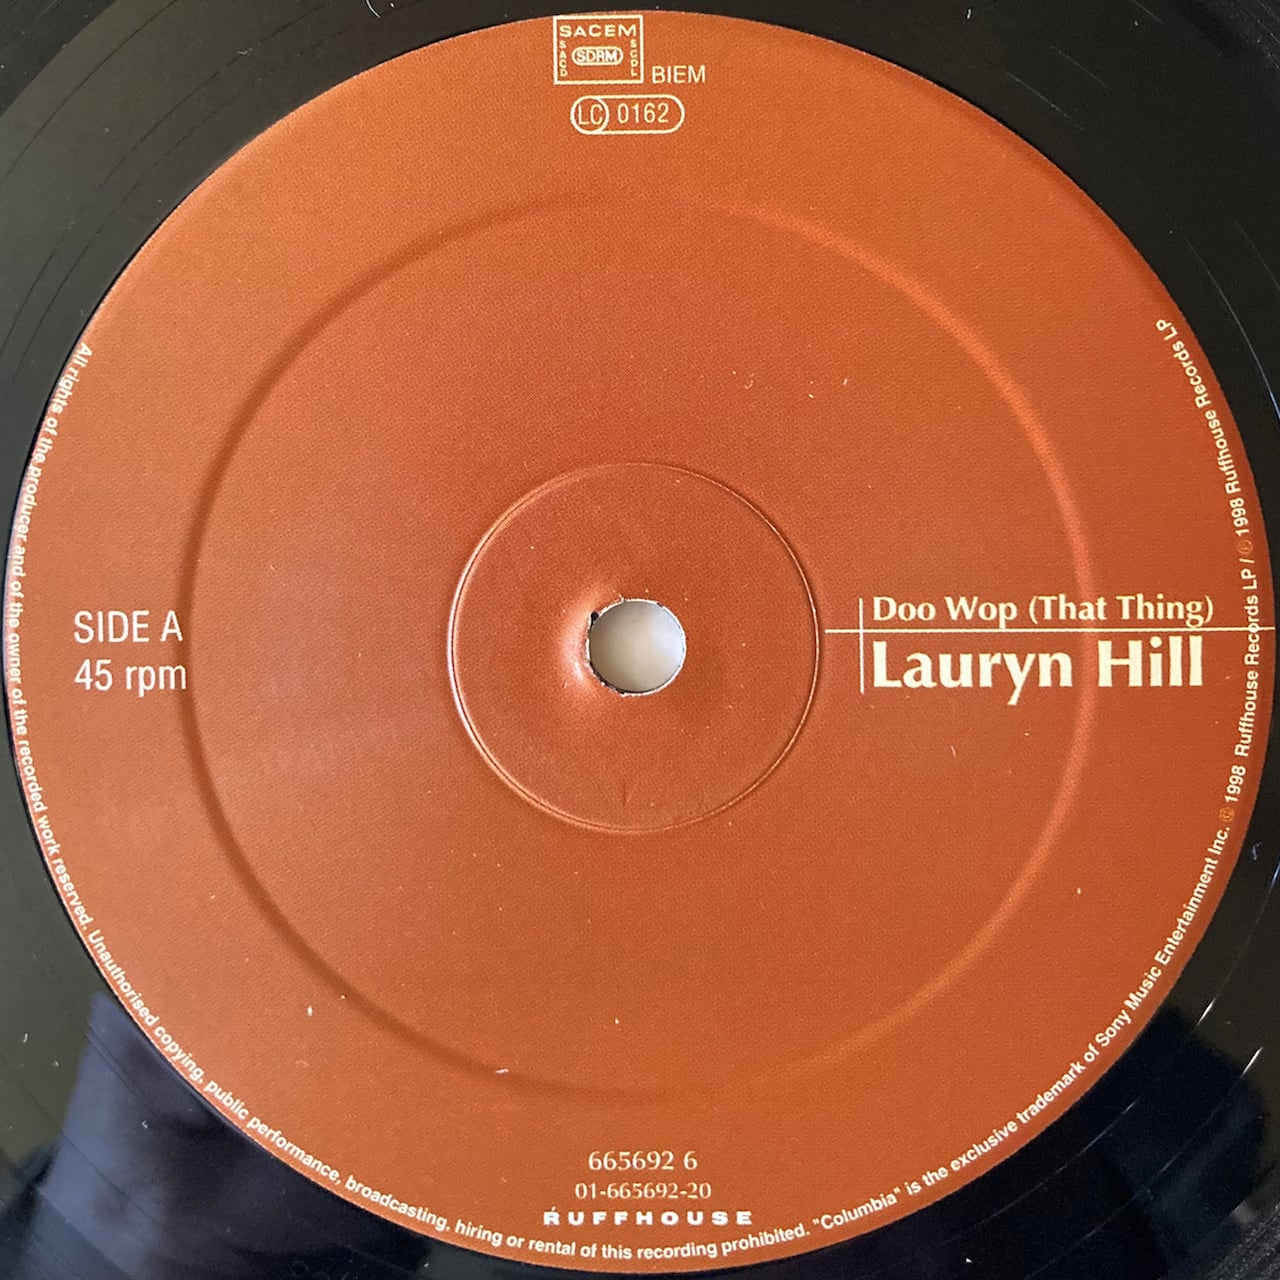 SACEM
SACD
SDRM
SGDL
BIEM
LC 0162
SIDE A
45 rpm
Doo Wop (That Thing)
Lauryn Hill
665692 6
01-665692-20
RUFFHOUSE
All rights of the producer and of the owner of the recorded work reserved. Unauthorised copying, public performance, broadcasting, hiring or rental of this recording prohibited. "Columbia" is the exclusive trademark of Sony Music Entertainment Inc. © 1998 Ruffhouse Records LP / ℗ 1998 Ruffhouse Records LP